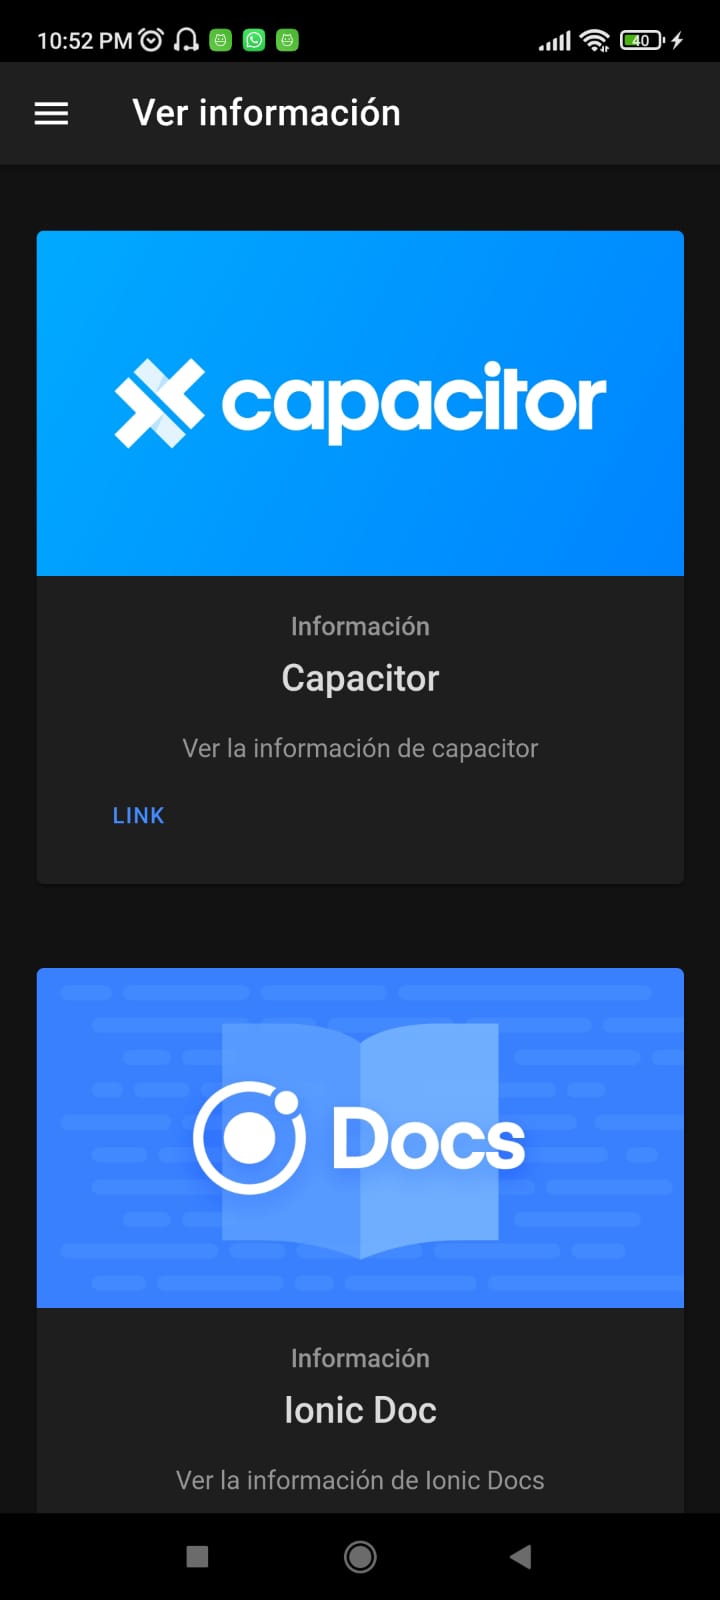 10:52 PM 40
Ver información
capacitor
Información
Capacitor
Ver la información de capacitor
LINK
Docs
Información
Ionic Doc
Ver la información de Ionic Docs